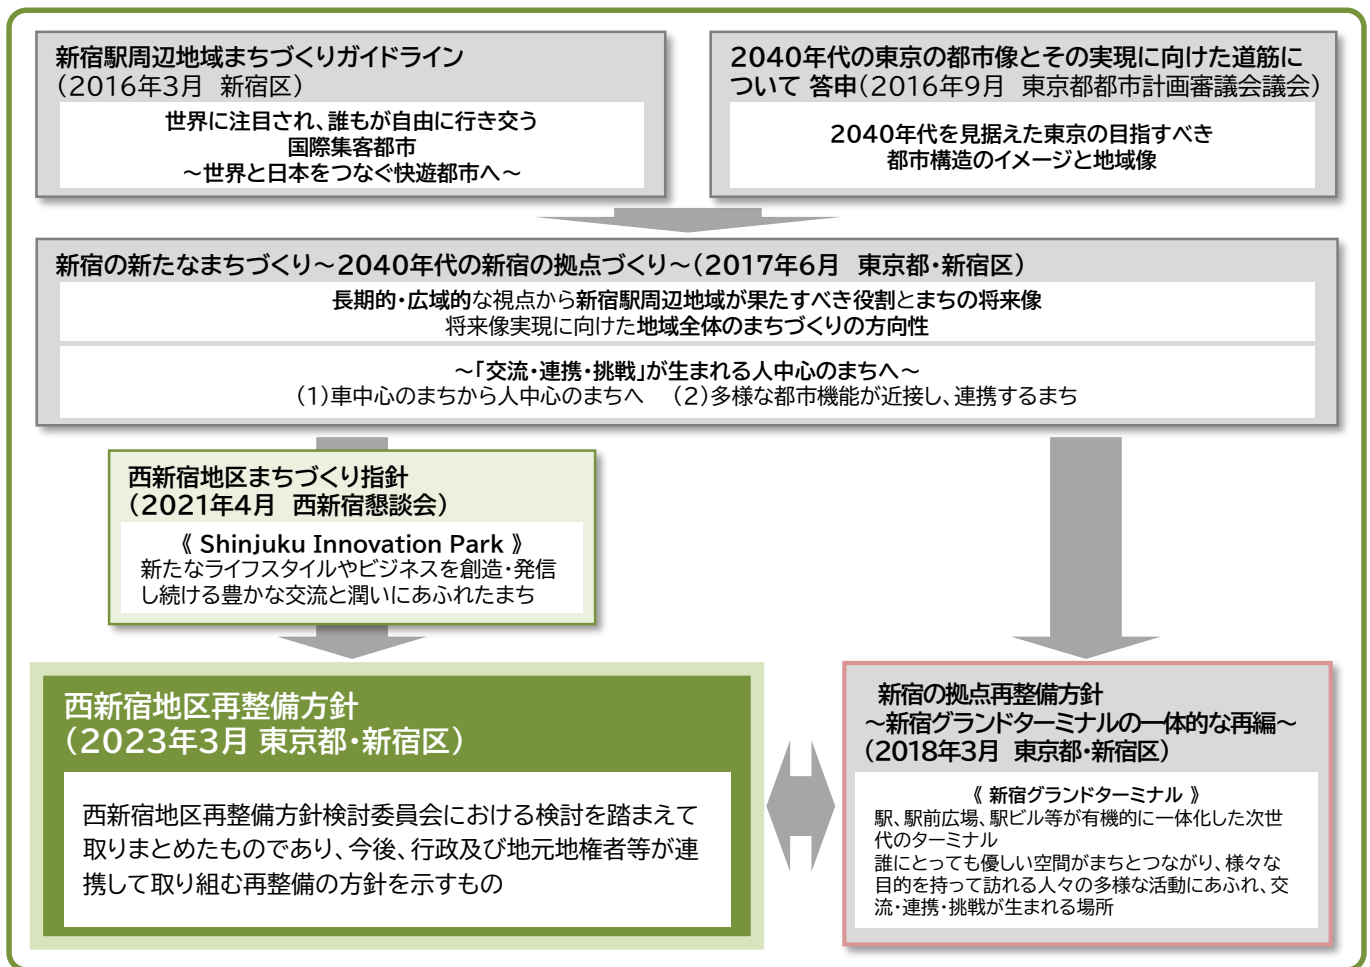 新宿駅周辺地域まちづくりガイドライン
(2016年3月　新宿区)
世界に注目され、誰もが自由に行き交う
国際集客都市
～世界と日本をつなぐ快遊都市へ～
2040年代の東京の都市像とその実現に向けた道筋に
ついて 答申(2016年9月　東京都都市計画審議会議会)
2040年代を見据えた東京の目指すべき
都市構造のイメージと地域像
新宿の新たなまちづくり～2040年代の新宿の拠点づくり～(2017年6月　東京都・新宿区)
長期的・広域的な視点から新宿駅周辺地域が果たすべき役割とまちの将来像
将来像実現に向けた地域全体のまちづくりの方向性
～「交流・連携・挑戦」が生まれる人中心のまちへ～
(1)車中心のまちから人中心のまちへ　(2)多様な都市機能が近接し、連携するまち
西新宿地区まちづくり指針
(2021年4月　西新宿懇談会)
《 Shinjuku Innovation Park 》
新たなライフスタイルやビジネスを創造・発信
し続ける豊かな交流と潤いにあふれたまち
西新宿地区再整備方針
(2023年3月 東京都・新宿区)
西新宿地区再整備方針検討委員会における検討を踏まえて
取りまとめたものであり、今後、行政及び地元地権者等が連
携して取り組む再整備の方針を示すもの
新宿の拠点再整備方針
～新宿グランドターミナルの一体的な再編～
(2018年3月　東京都・新宿区)
《 新宿グランドターミナル 》
駅、駅前広場、駅ビル等が有機的に一体化した次世
代のターミナル
誰にとっても優しい空間がまちとつながり、様々な
目的を持って訪れる人々の多様な活動にあふれ、交
流・連携・挑戦が生まれる場所